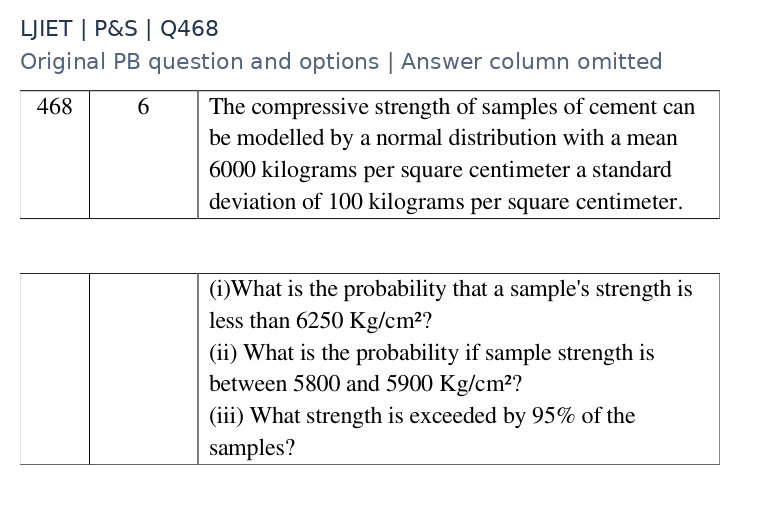 LJIET | P&S | Q468
Original PB question and options | Answer column omitted
468 6 The compressive strength of samples of cement can
be modelled by a normal distribution with a mean
6000 kilograms per square centimeter a standard
deviation of 100 kilograms per square centimeter.
(i)What is the probability that a sample's strength is
less than 6250 Kg/cm²?
(ii) What is the probability if sample strength is
between 5800 and 5900 Kg/cm²?
(iii) What strength is exceeded by 95% of the
samples?